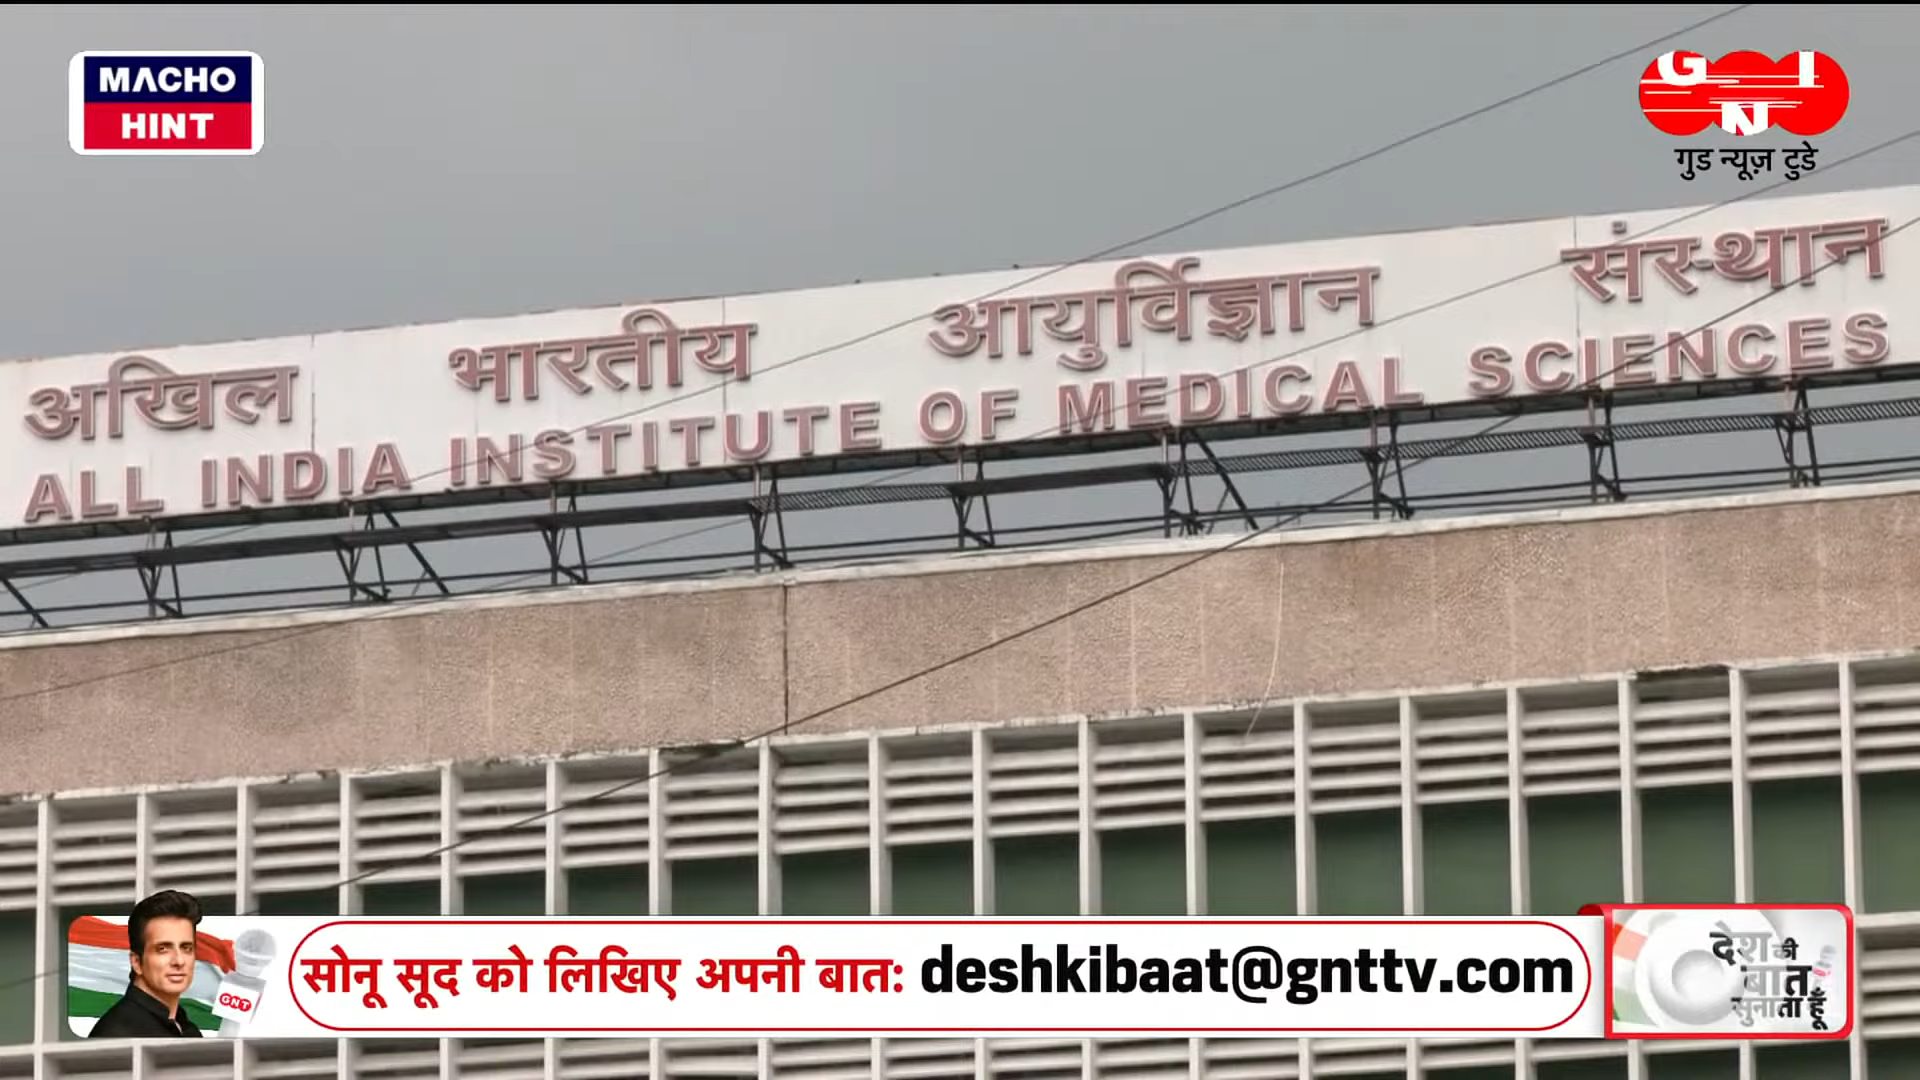 MACHO
HINT
GNT
गुड न्यूज़ टुडे
अखिल भारतीय आयुर्विज्ञान संस्थान
ALL INDIA INSTITUTE OF MEDICAL SCIENCES
GNT
सोनू सूद को लिखिए अपनी बात: deshkibaat@gnttv.com
देश की
बात
सुनाता हूँ